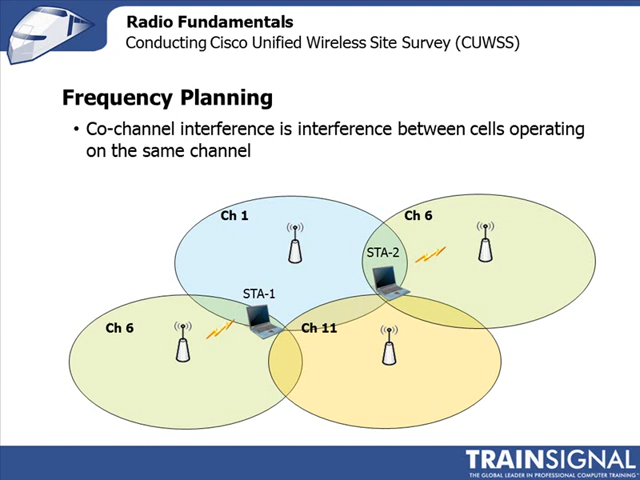 Radio Fundamentals
Conducting Cisco Unified Wireless Site Survey (CUWSS)
Frequency Planning
• Co-channel interference is interference between cells operating
on the same channel
Ch 1
Ch 6
STA-2
STA-1
Ch 6
Ch 11
TRAINSIGNAL
THE GLOBAL LEADER IN PROFESSIONAL COMPUTER TRAINING